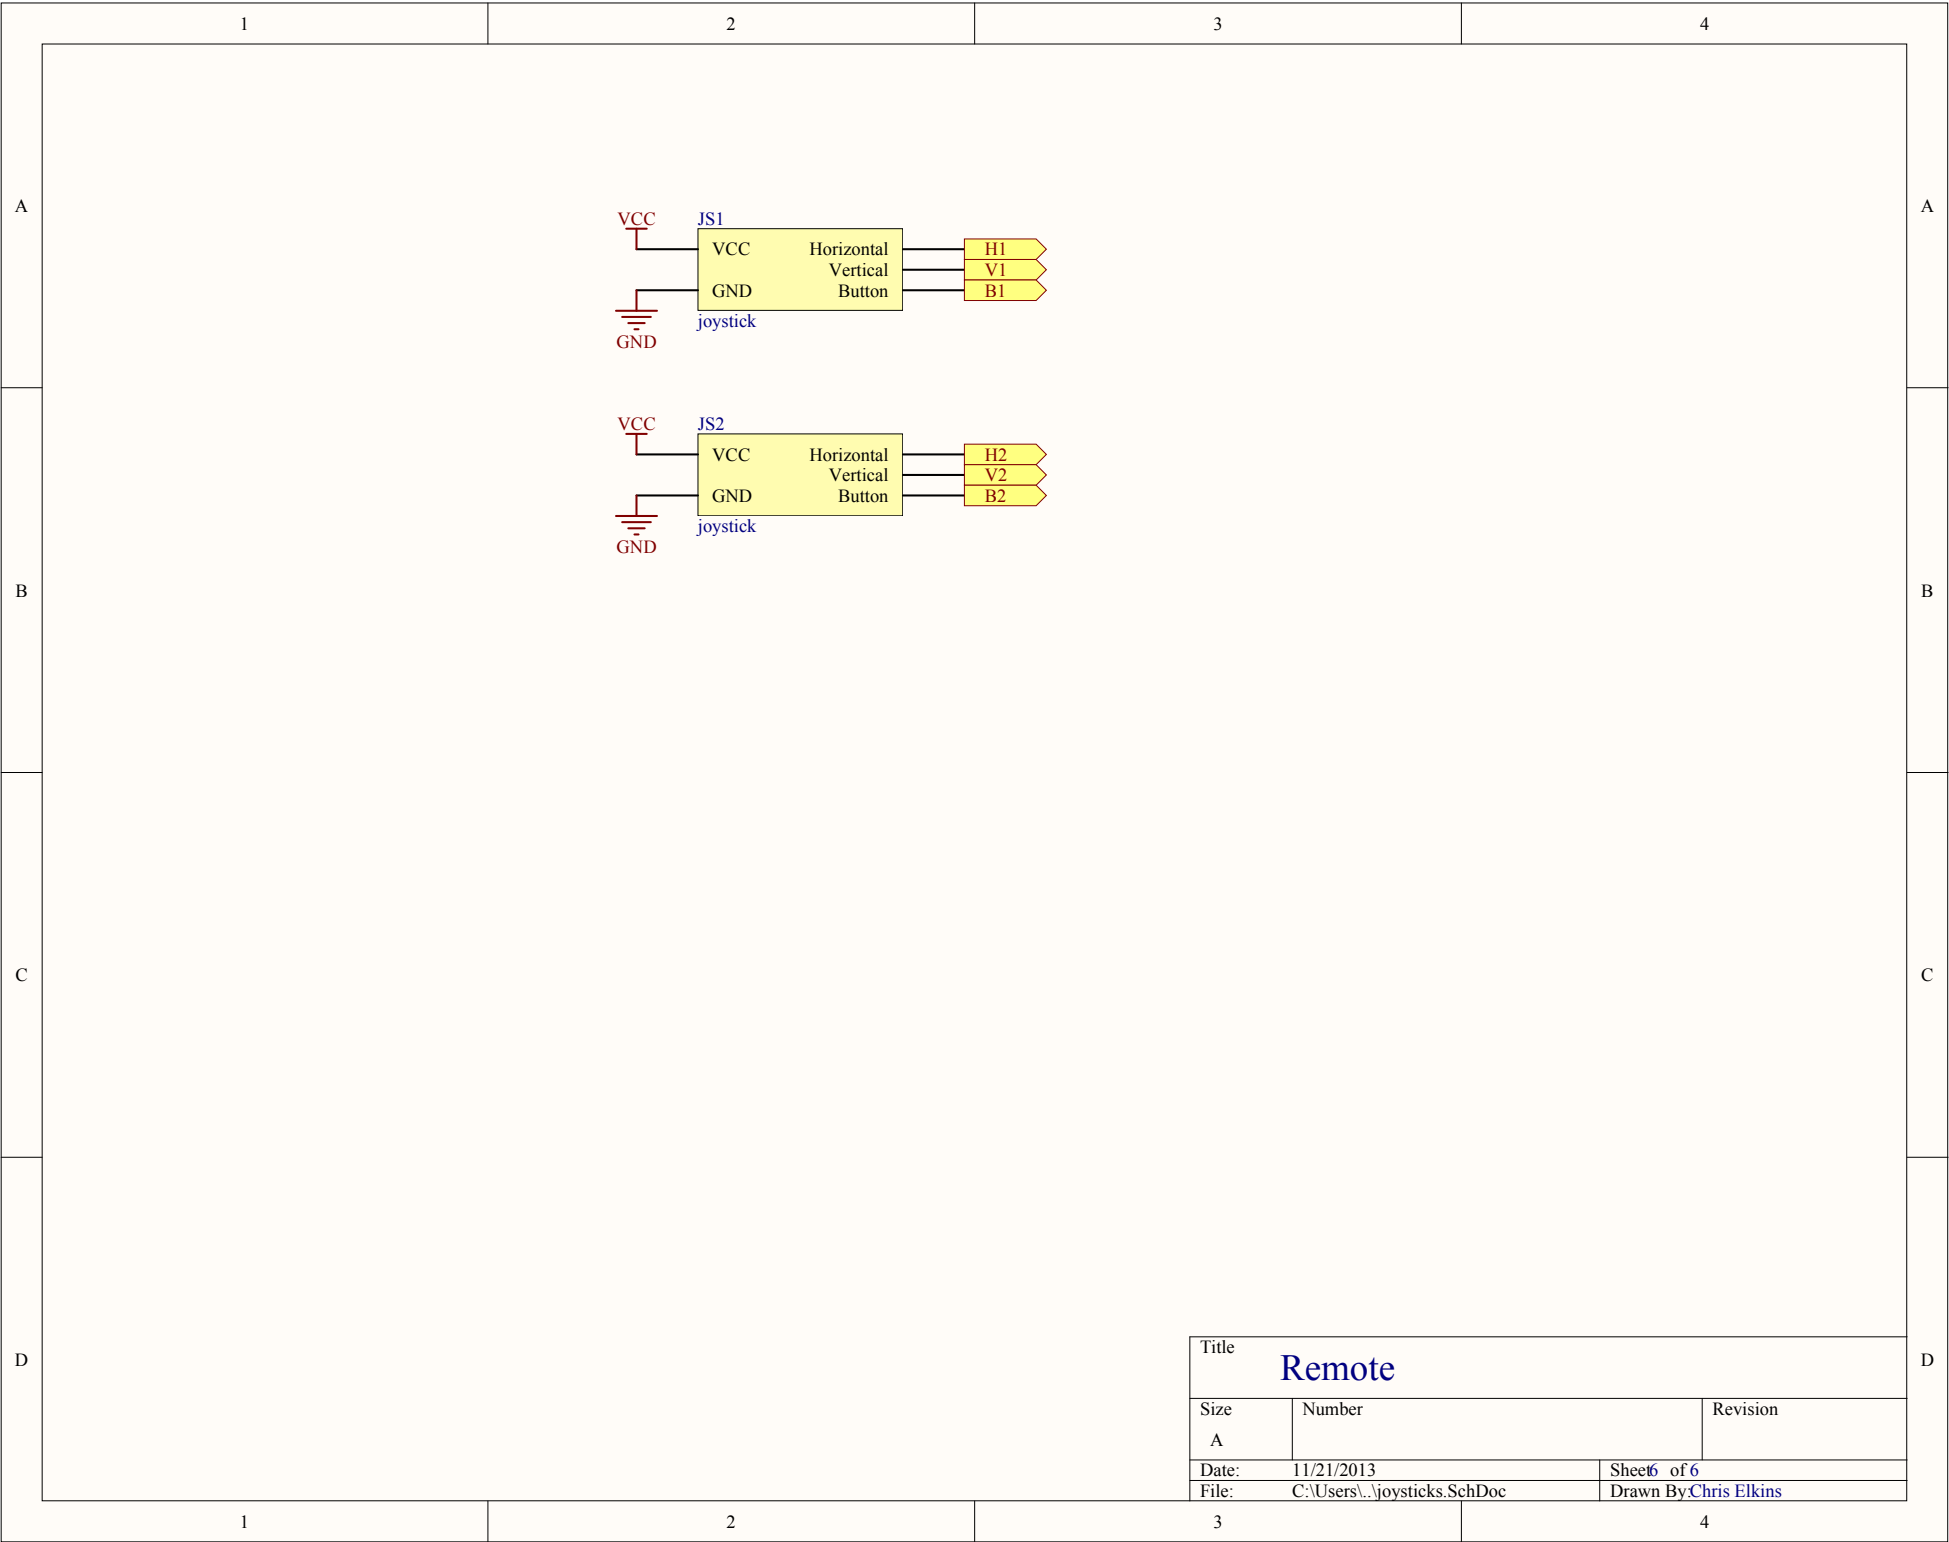 1 2 3 4
A A
VCC JS1
VCC Horizontal H1
Vertical V1
GND Button B1
joystick
GND
VCC JS2
VCC Horizontal H2
Vertical V2
GND Button B2
joystick
GND
B B
C C
D D
Title
Remote
Size Number Revision
A
Date: 11/21/2013 Sheet6 of 6
File: C:\Users\..\joysticks.SchDoc Drawn By:Chris Elkins
1 2 3 4